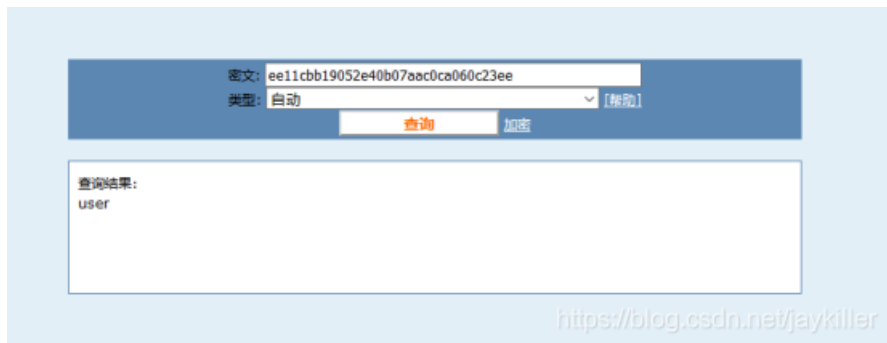 密文: ee11cbb19052e40b07aac0ca060c23ee
类型: 自动 [帮助]
查询 加密
查询结果:
user
https://blog.csdn.net/jaykiller